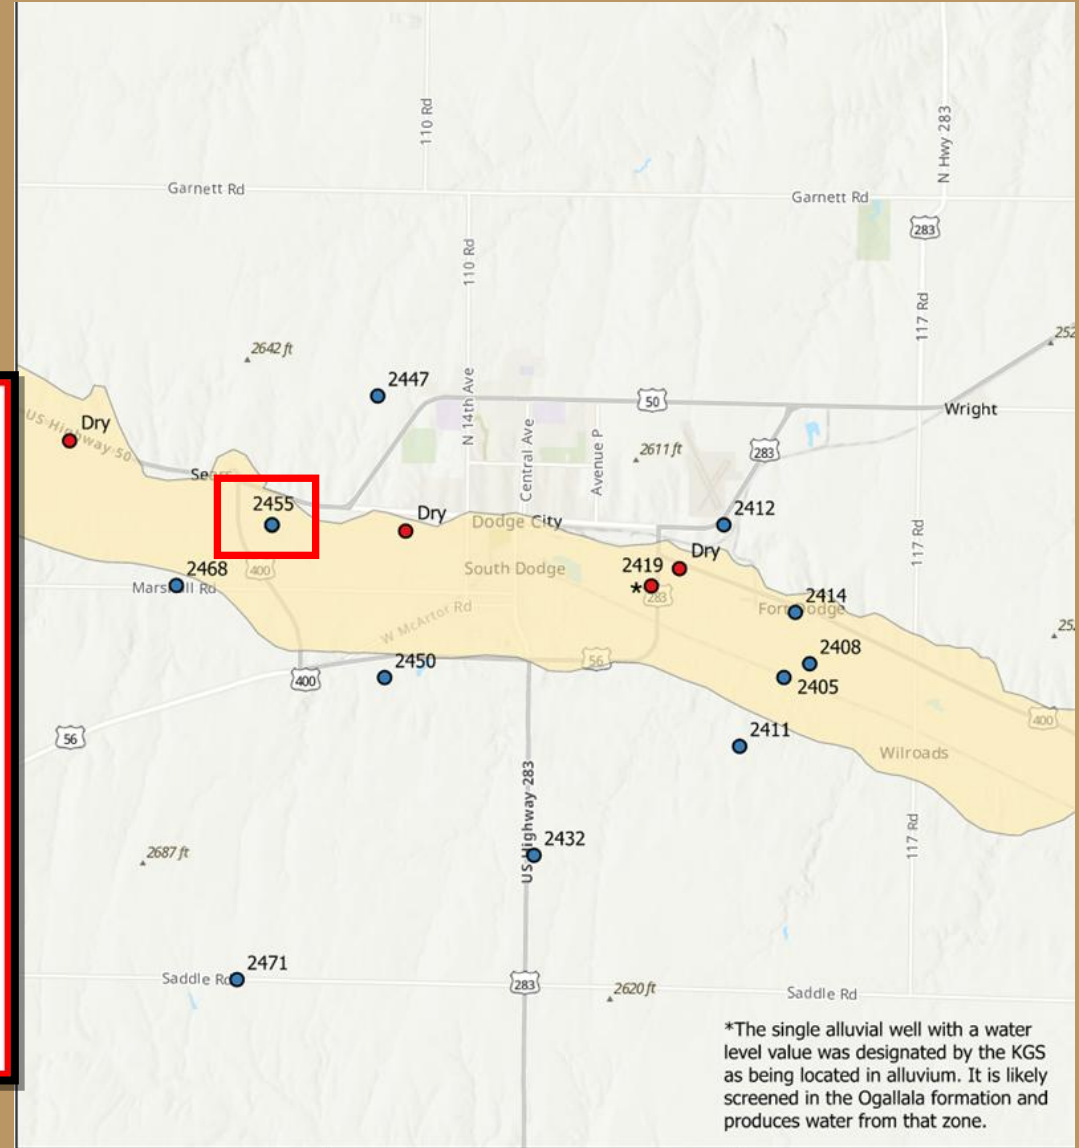 110 Rd
N Hwy 283
Garnett Rd
Garnett Rd
283
110 Rd
117 Rd
2642 ft
2447
N 14th Ave
50
Wright
US Highway 50
Dry
Central Ave
Avenue P
2611 ft
283
2455
Dry
Dodge City
2412
117 Rd
400
South Dodge
2419
Dry
*
283
2468
Marshall Rd
2414
Fort Dodge
W McArtor Rd
2408
2450
56
2405
400
400
2411
56
Wilroads
US Highway 283
2432
117 Rd
2687 ft
2471
Saddle Rd
283
2620 ft
Saddle Rd
*The single alluvial well with a water
level value was designated by the KGS
as being located in alluvium. It is likely
screened in the Ogallala formation and
produces water from that zone.